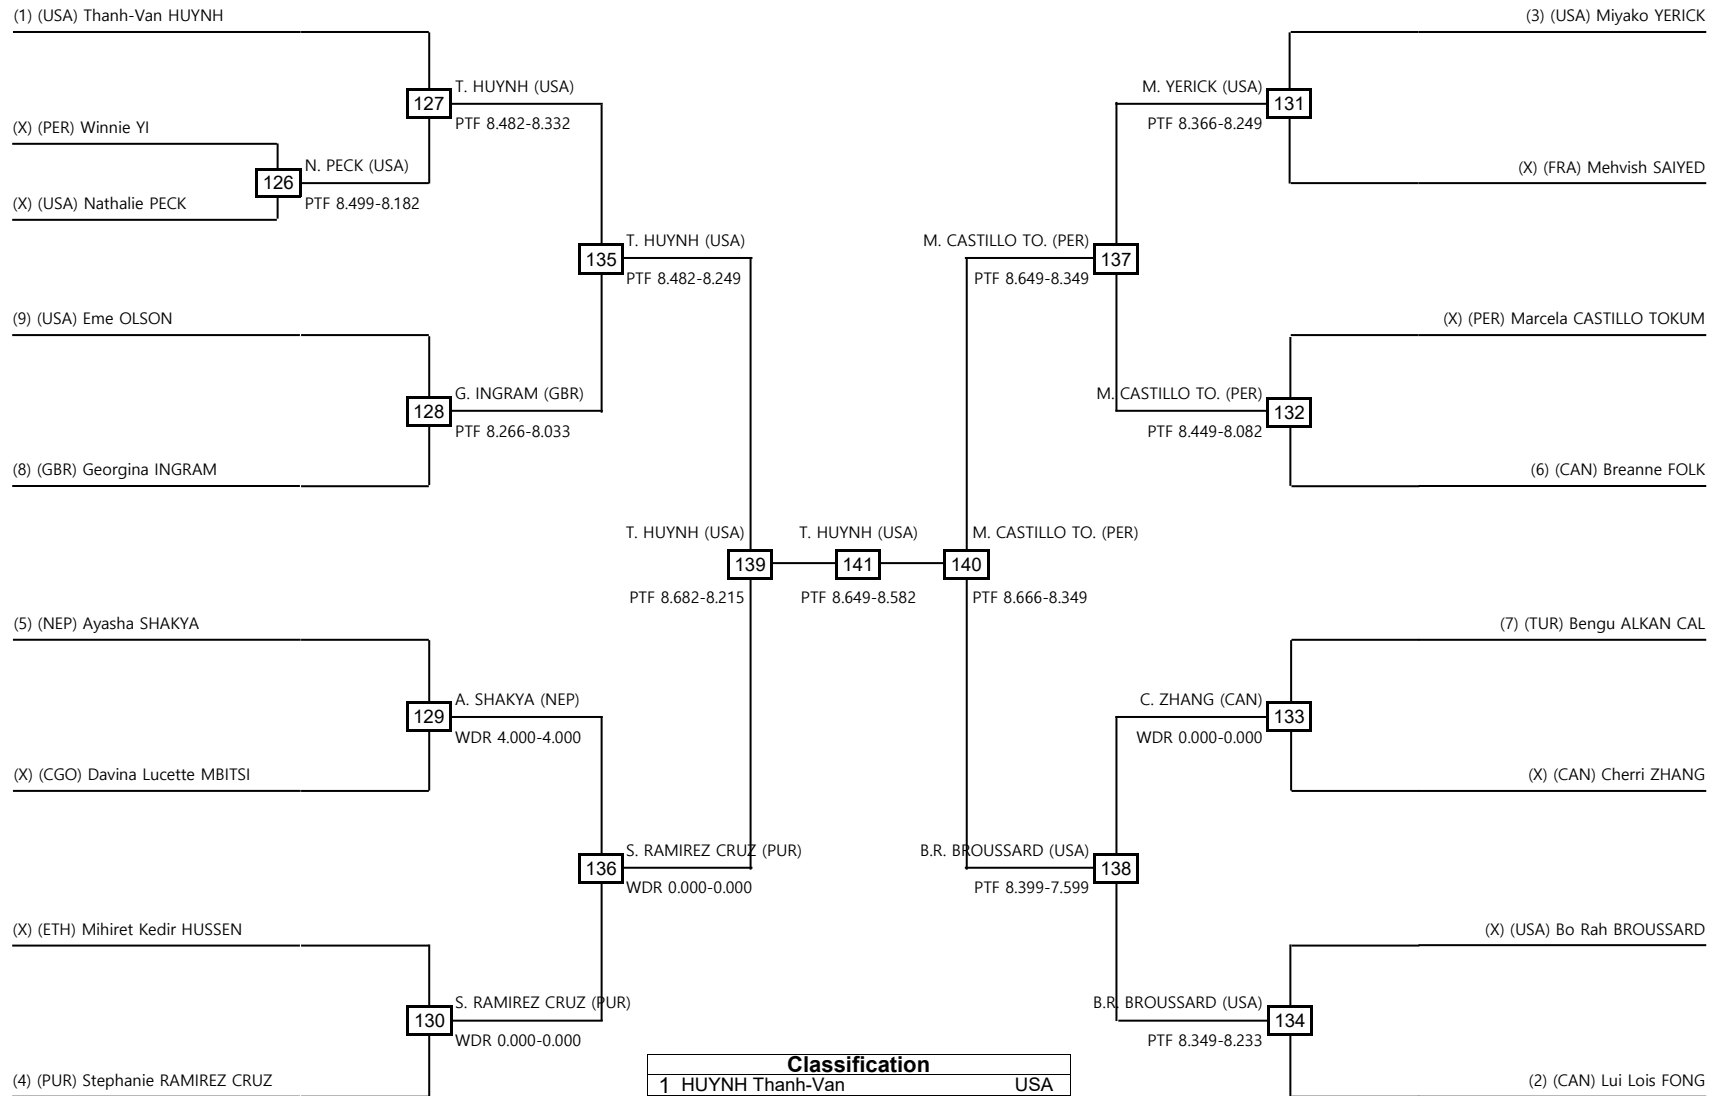 (1) (USA) Thanh-Van HUYNH
(3) (USA) Miyako YERICK
T. HUYNH (USA)
127
PTF 8.482-8.332
M. YERICK (USA)
131
PTF 8.366-8.249
(X) (PER) Winnie YI
N. PECK (USA)
126
PTF 8.499-8.182
(X) (USA) Nathalie PECK
(X) (FRA) Mehvish SAIYED
T. HUYNH (USA)
135
PTF 8.482-8.249
M. CASTILLO TO. (PER)
137
PTF 8.649-8.349
(9) (USA) Eme OLSON
(X) (PER) Marcela CASTILLO TOKUM
G. INGRAM (GBR)
128
PTF 8.266-8.033
M. CASTILLO TO. (PER)
132
PTF 8.449-8.082
(8) (GBR) Georgina INGRAM
(6) (CAN) Breanne FOLK
T. HUYNH (USA)
139
PTF 8.682-8.215
T. HUYNH (USA)
141
PTF 8.649-8.582
M. CASTILLO TO. (PER)
140
PTF 8.666-8.349
(5) (NEP) Ayasha SHAKYA
(7) (TUR) Bengu ALKAN CAL
A. SHAKYA (NEP)
129
WDR 4.000-4.000
C. ZHANG (CAN)
133
WDR 0.000-0.000
(X) (CGO) Davina Lucette MBITSI
(X) (CAN) Cherri ZHANG
S. RAMIREZ CRUZ (PUR)
136
WDR 0.000-0.000
B.R. BROUSSARD (USA)
138
PTF 8.399-7.599
(X) (ETH) Mihiret Kedir HUSSEN
(X) (USA) Bo Rah BROUSSARD
S. RAMIREZ CRUZ (PUR)
130
WDR 0.000-0.000
B.R. BROUSSARD (USA)
134
PTF 8.349-8.233
(4) (PUR) Stephanie RAMIREZ CRUZ
(2) (CAN) Lui Lois FONG
Classification
1 HUYNH Thanh-Van USA